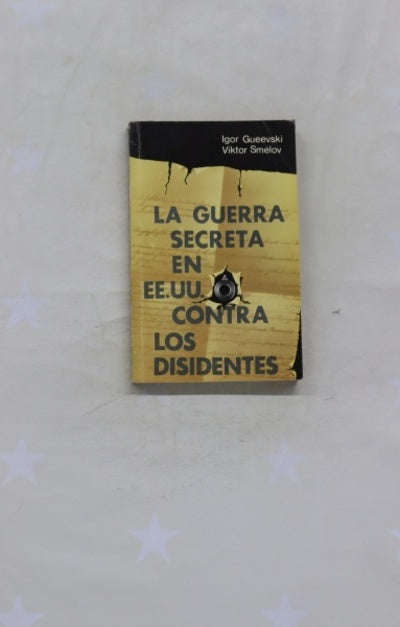 Igor Gueevski
Viktor Smelov
LA GUERRA
SECRETA
EN
EE.UU.
CONTRA
LOS
DISIDENTES